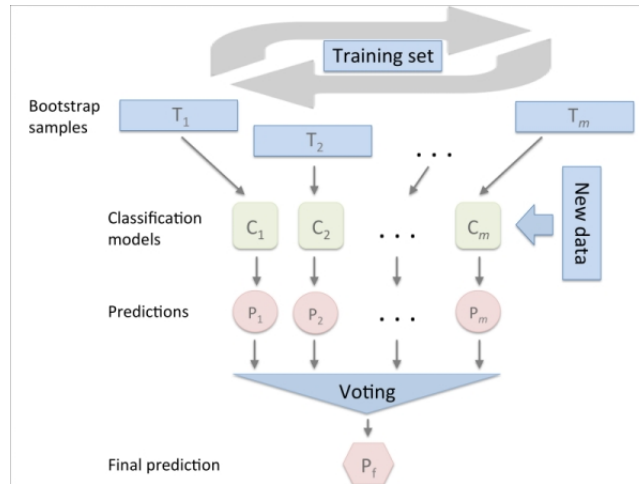 Training set
Bootstrap
samples
T1
T2
. . .
Tm
New data
Classification
models
C1
C2
. . .
Cm
Predictions
P1
P2
. . .
Pm
Voting
Final prediction
Pf